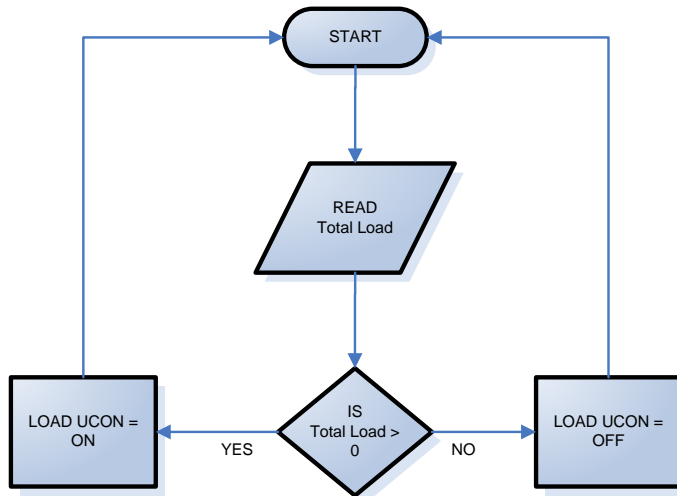 START
READ
Total Load
IS
Total Load >
0
YES
NO
LOAD UCON =
ON
LOAD UCON =
OFF